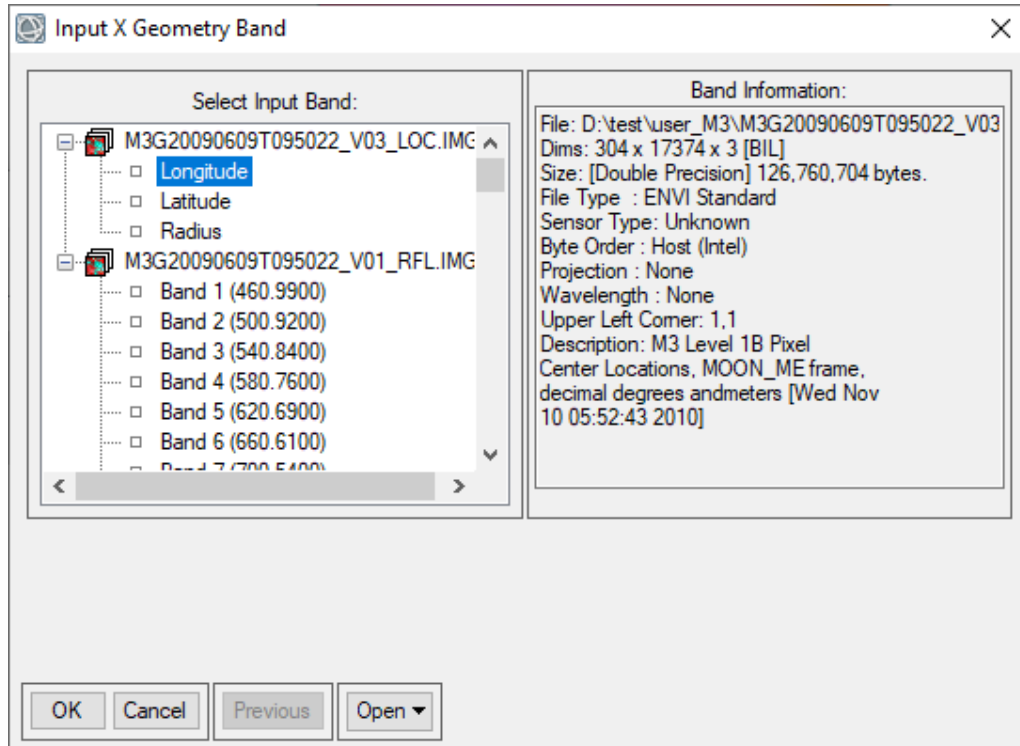 Input X Geometry Band
Select Input Band:
M3G20090609T095022_V03_LOC.IMG
Longitude
Latitude
Radius
M3G20090609T095022_V01_RFL.IMG
Band 1 (460.9900)
Band 2 (500.9200)
Band 3 (540.8400)
Band 4 (580.7600)
Band 5 (620.6900)
Band 6 (660.6100)
Band 7 (700.5400)
Band Information:
File: D:\test\user_M3\M3G20090609T095022_V03
Dims: 304 x 17374 x 3 [BIL]
Size: [Double Precision] 126,760,704 bytes.
File Type : ENVI Standard
Sensor Type: Unknown
Byte Order : Host (Intel)
Projection : None
Wavelength : None
Upper Left Corner: 1,1
Description: M3 Level 1B Pixel
Center Locations, MOON_ME frame,
decimal degrees andmeters [Wed Nov
10 05:52:43 2010]
OK
Cancel
Previous
Open